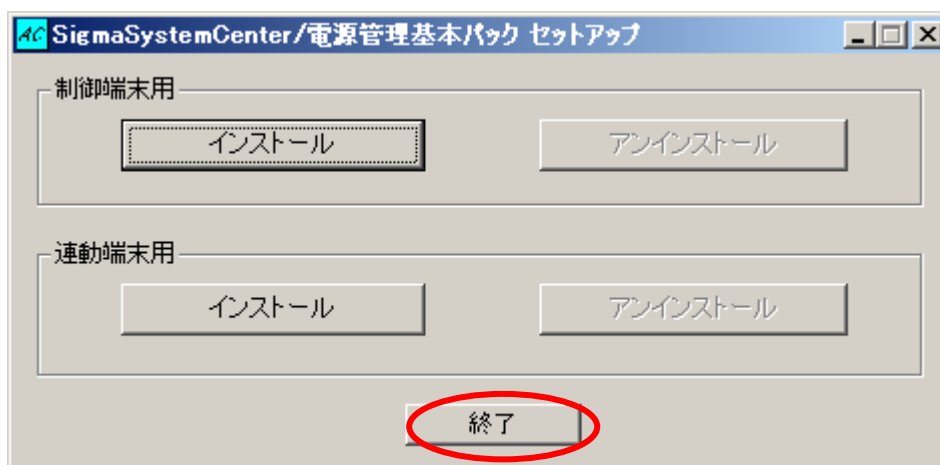 AC SigmaSystemCenter/電源管理基本パック セットアップ
制御端末用
インストール アンインストール
連動端末用
インストール アンインストール
終了